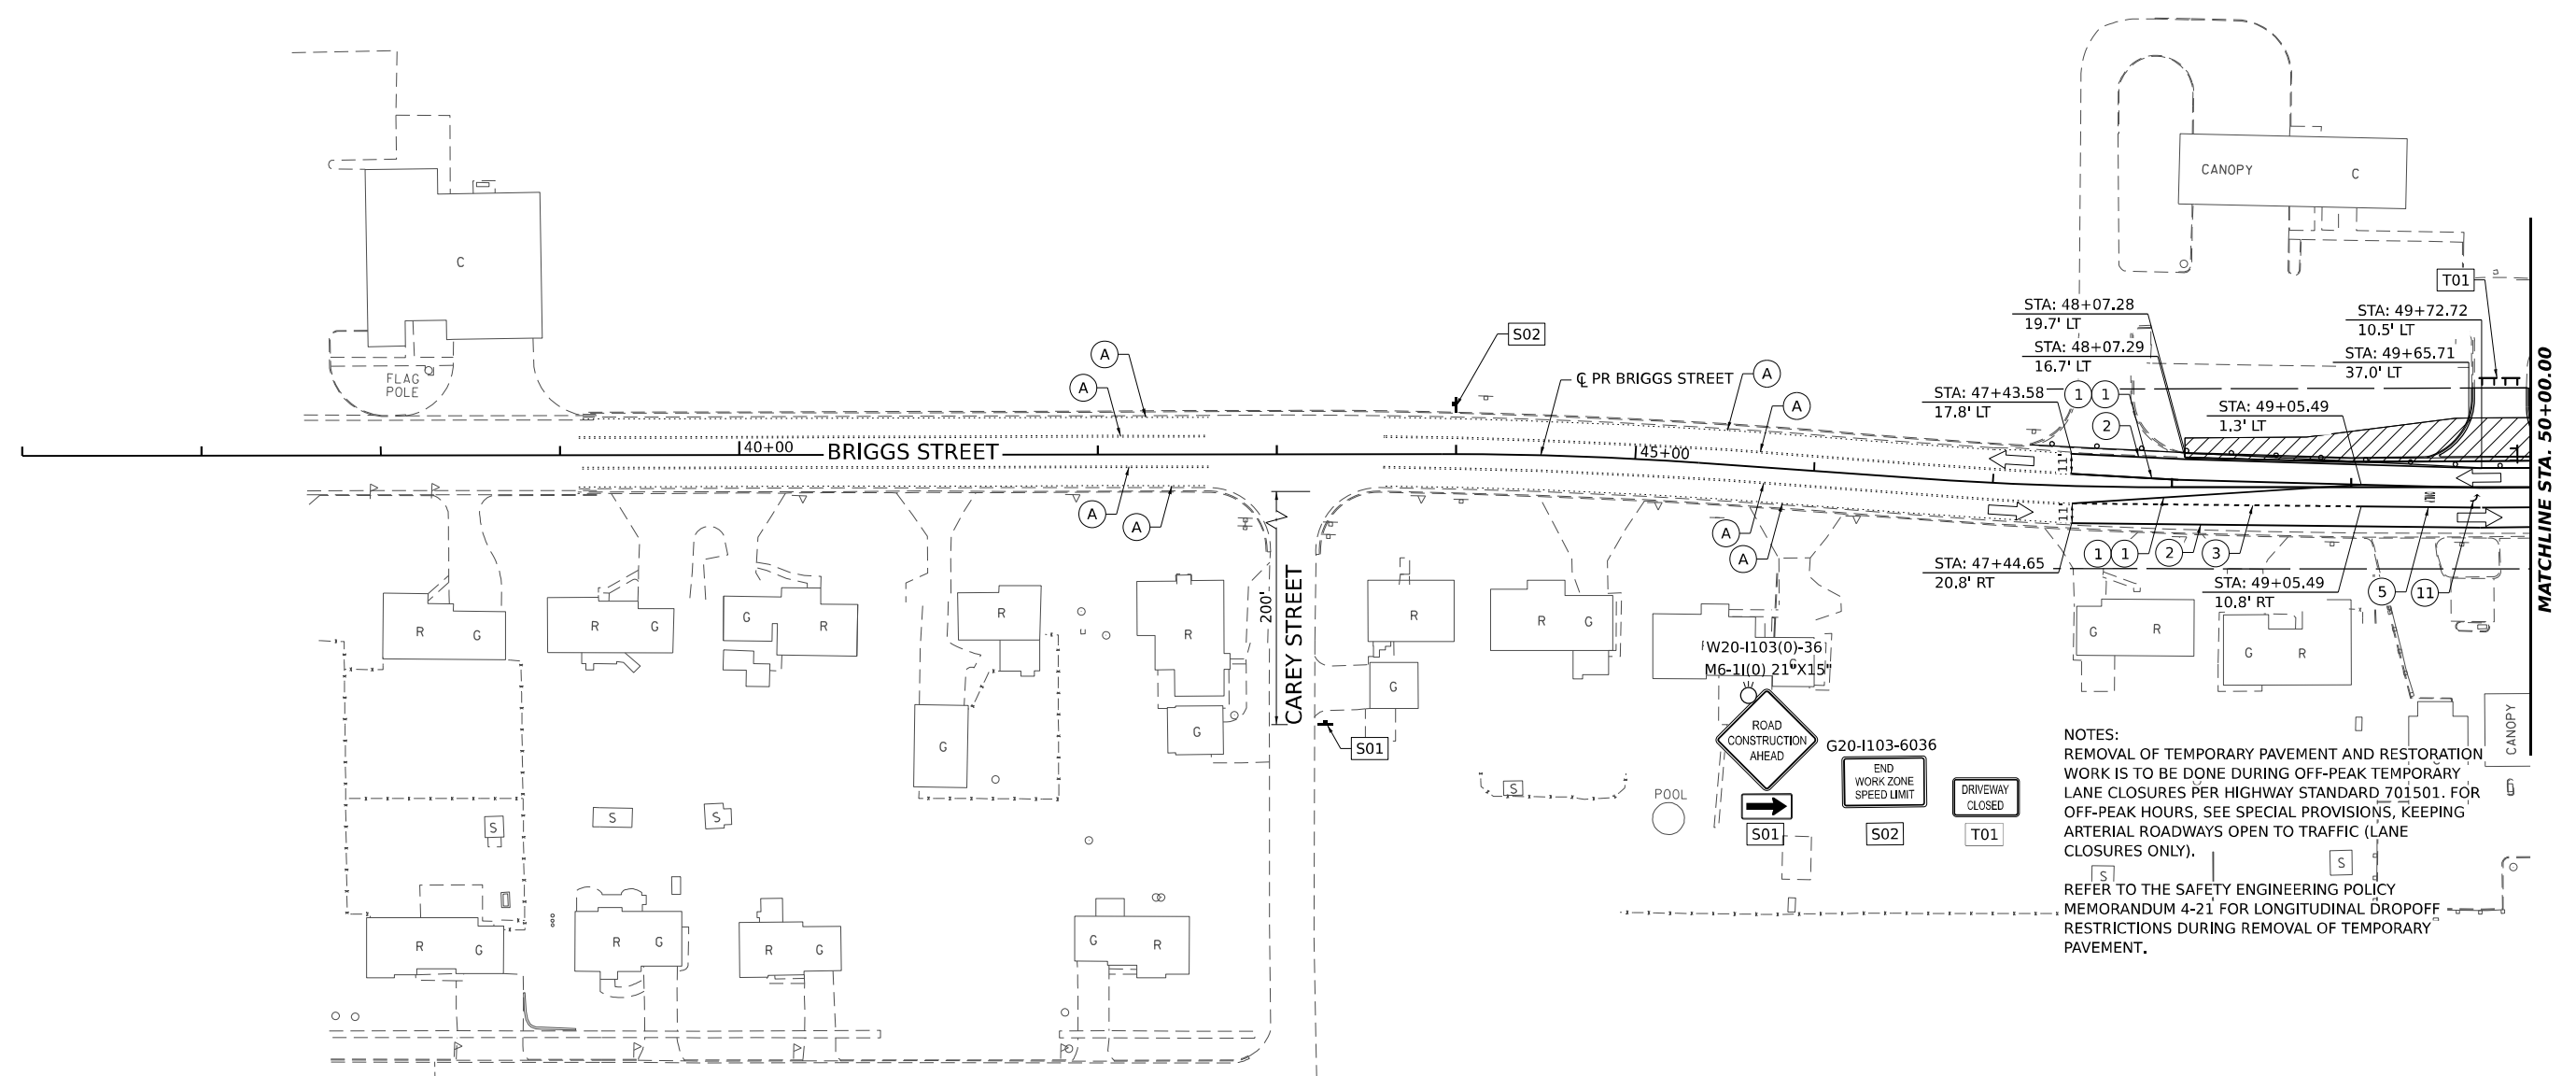 CANOPY
C
C
T01
STA: 48+07.28
19.7' LT
STA: 49+72.72
10.5' LT
S02
STA: 48+07.29
16.7' LT
STA: 49+65.71
37.0' LT
A
A
FLAG
POLE
℄ PR BRIGGS STREET
A
A
STA: 47+43.58
17.8' LT
1
1
2
STA: 49+05.49
1.3' LT
MATCHLINE STA. 50+00.00
40+00
BRIGGS STREET
45+00
11'
11'
A
A
A
A
1
1
2
3
STA: 47+44.65
20.8' RT
STA: 49+05.49
10.8' RT
5
11
200'
CAREY STREET
R
G
R
G
G
R
R
R
R
R
G
G
R
G
R
W20-I103(0)-36
M6-1I(0) 21"X15"
G
G
G
G
S01
ROAD
CONSTRUCTION
AHEAD
S01
G20-I103-6036
END
WORK ZONE
SPEED LIMIT
S02
DRIVEWAY
CLOSED
T01
POOL
S
S
S
S
CANOPY
NOTES:
REMOVAL OF TEMPORARY PAVEMENT AND RESTORATION
WORK IS TO BE DONE DURING OFF-PEAK TEMPORARY
LANE CLOSURES PER HIGHWAY STANDARD 701501. FOR
OFF-PEAK HOURS, SEE SPECIAL PROVISIONS, KEEPING
ARTERIAL ROADWAYS OPEN TO TRAFFIC (LANE
CLOSURES ONLY).
S
S
REFER TO THE SAFETY ENGINEERING POLICY
MEMORANDUM 4-21 FOR LONGITUDINAL DROPOFF
RESTRICTIONS DURING REMOVAL OF TEMPORARY
PAVEMENT.
R
G
R
G
R
G
G
R